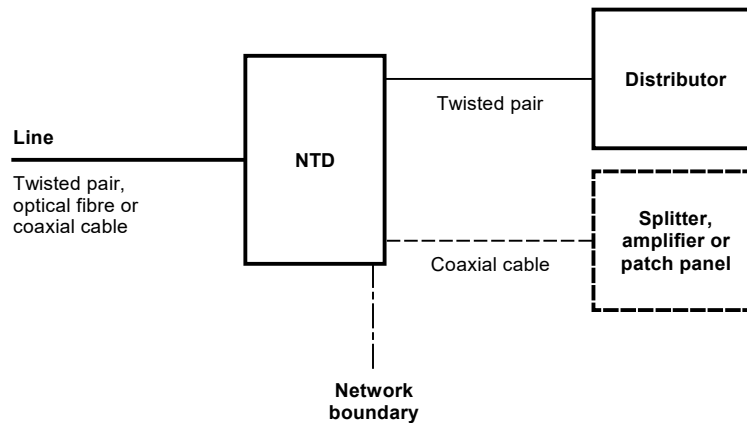 Line
Twisted pair,
optical fibre or
coaxial cable
NTD
Twisted pair
Distributor
Coaxial cable
Splitter,
amplifier or
patch panel
Network
boundary